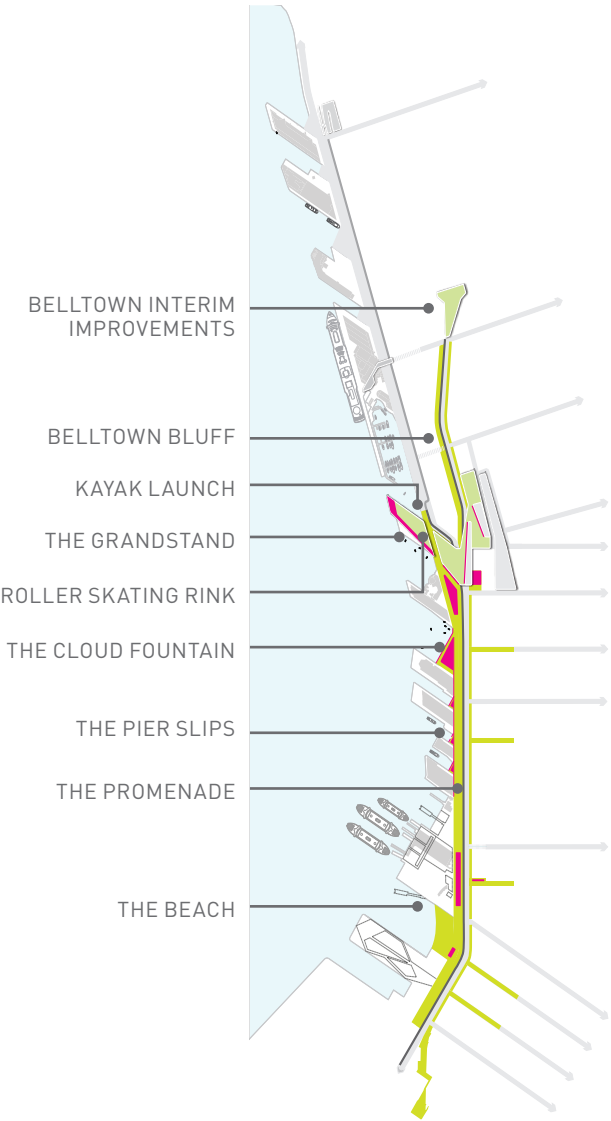 BELLTOWN INTERIM
IMPROVEMENTS
BELLTOWN BLUFF
KAYAK LAUNCH
THE GRANDSTAND
ROLLER SKATING RINK
THE CLOUD FOUNTAIN
THE PIER SLIPS
THE PROMENADE
THE BEACH